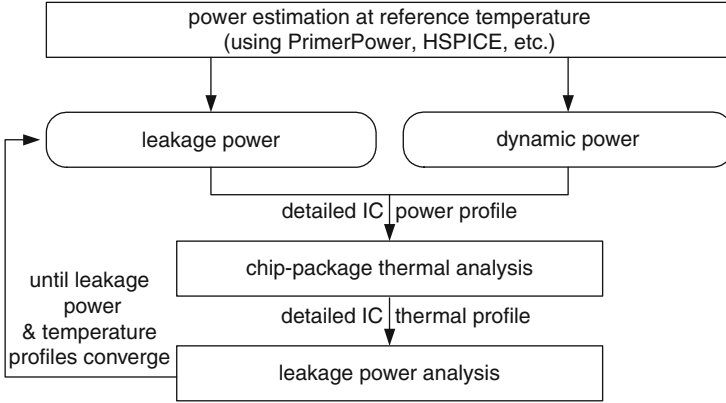 power estimation at reference temperature
(using PrimerPower, HSPICE, etc.)
leakage power
dynamic power
detailed IC power profile
chip-package thermal analysis
until leakage
power
& temperature
profiles converge
detailed IC thermal profile
leakage power analysis